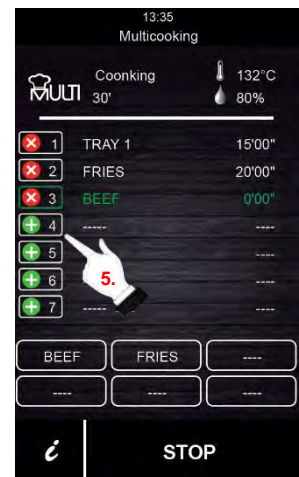 13:35
Multicooking
MULTI
Coonking
30'
132°C
80%
1 TRAY 1 15'00"
2 FRIES 20'00"
3 BEEF 0'00"
4 ----- ----
5 ----
6 ----
7 ----- ----
5.
BEEF FRIES ----
---- ---- ----
i STOP